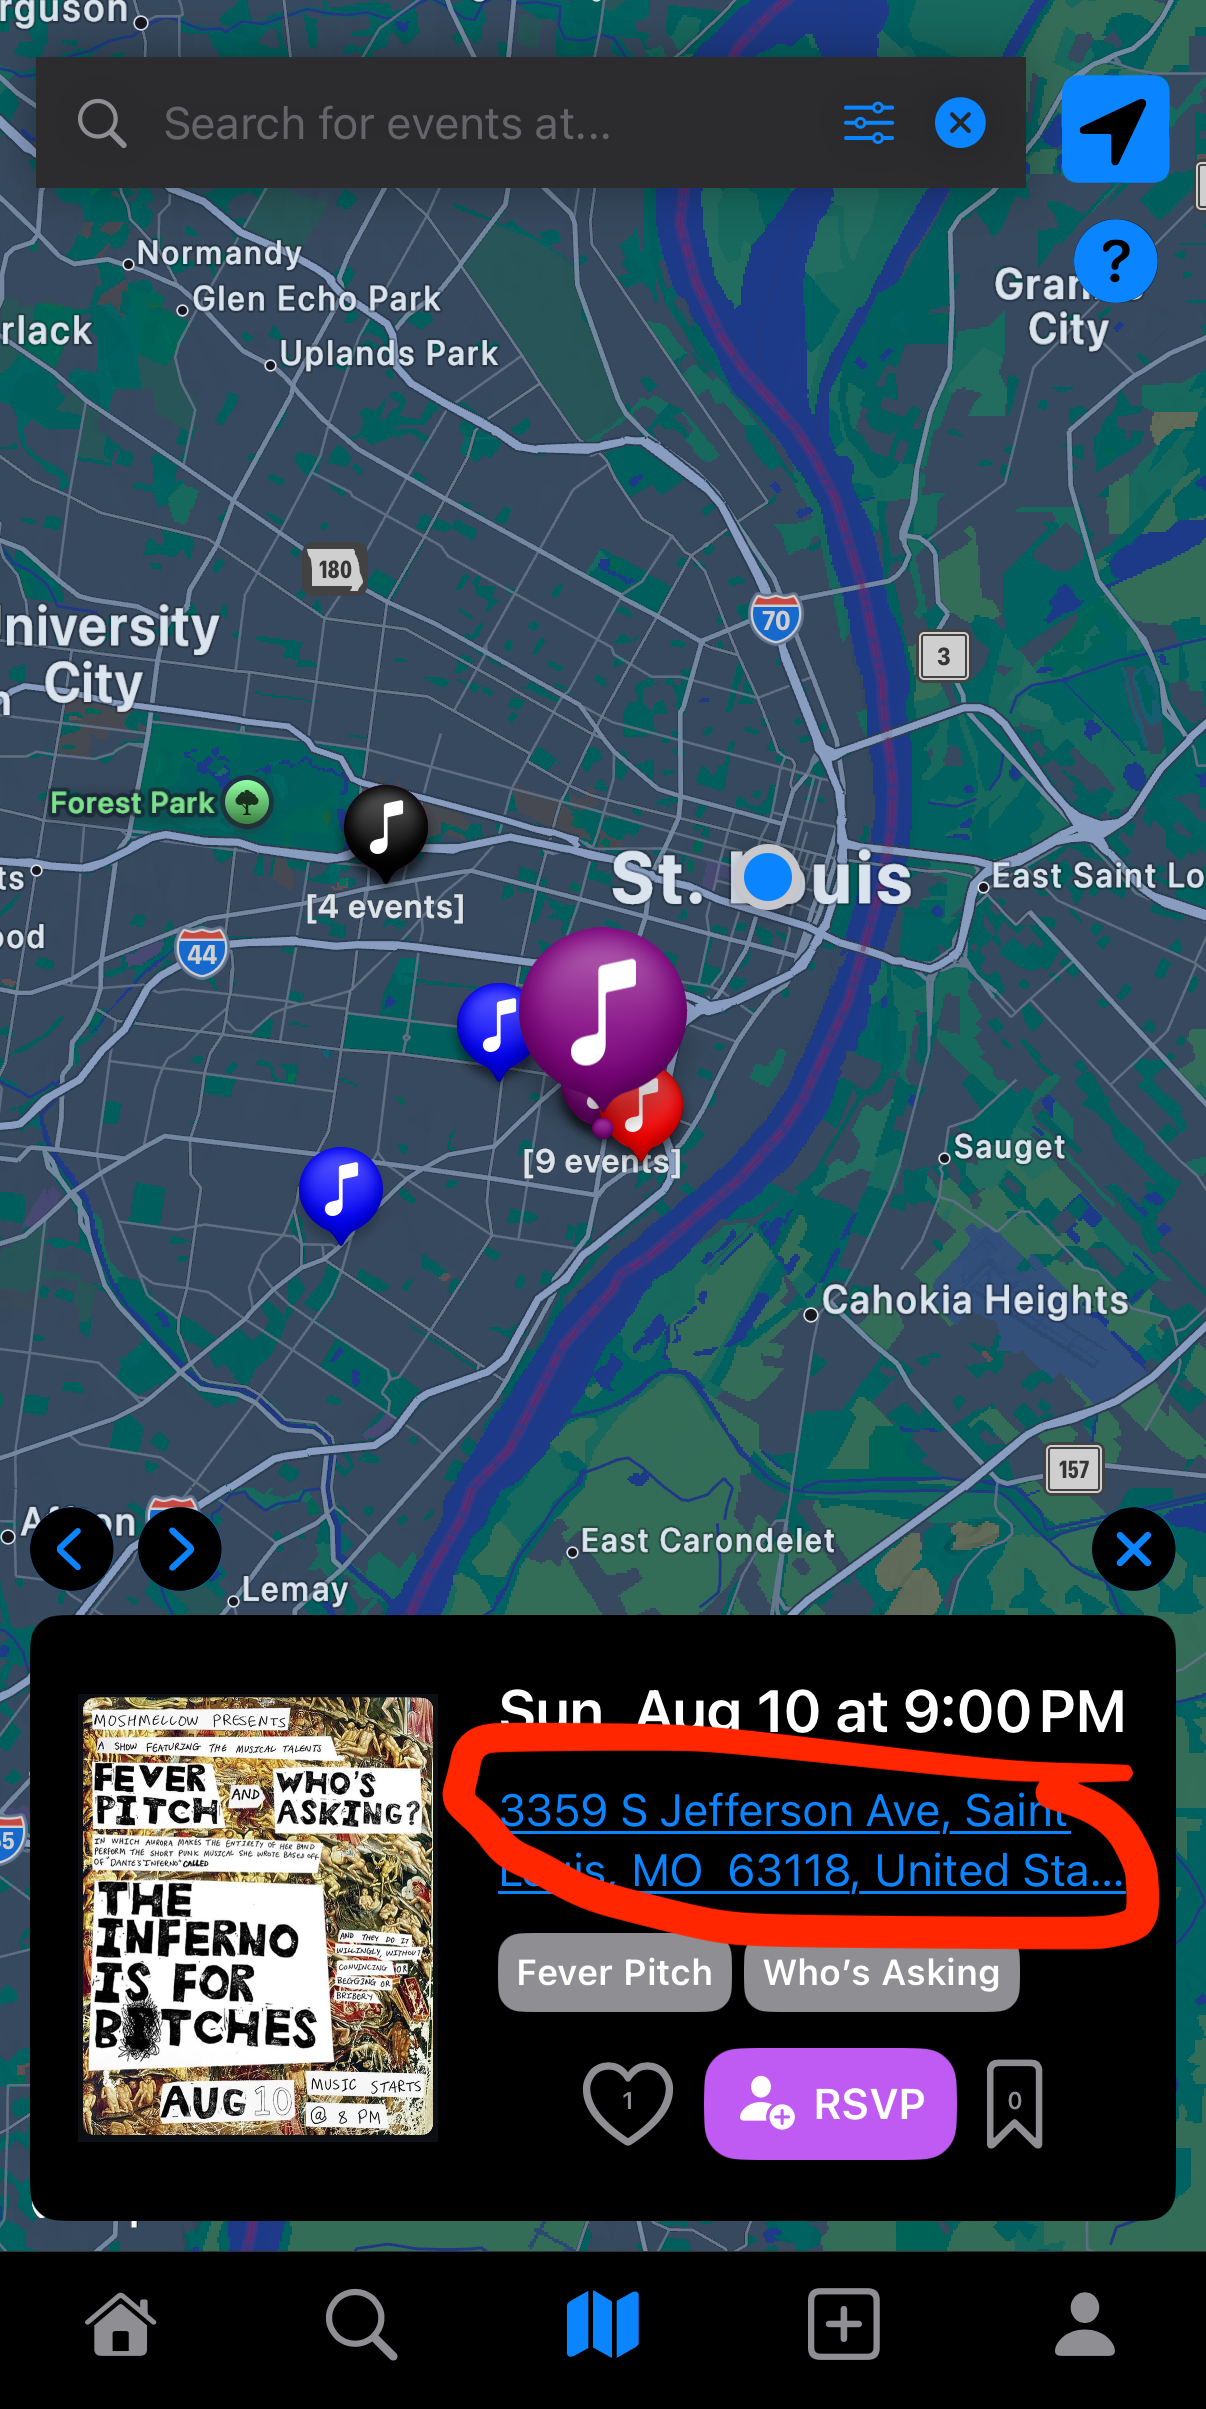 rguson
Search for events at...
Normandy
Glen Echo Park
rlack
Uplands Park
?
City
180
70
3
niversity
City
n
Forest Park
[4 events]
St.
uis
East Saint Lo
ts
ood
44
[9 events]
Sauget
Cahokia Heights
157
East Carondelet
Lemay
5
Sun, Aug 10 at 9:00 PM
3359 S Jefferson Ave, Saint
Louis, MO 63118, United Sta...
Fever Pitch
Who's Asking
1
RSVP
0
MOSHMELLOW PRESENTS
A SHOW FEATURING THE MUSICAL TALENTS
FEVER PITCH AND WHO'S ASKING?
IN WHICH AURORA MAKES THE ENTIRETY OF HER BAND
PERFORM THE SHORT PUNK MUSICAL SHE WROTE BASED OFF
OF "DANTE'S INFERNO" CALLED
THE
INFERNO
IS FOR
BITCHES
AND THEY DO IT
WILLINGLY, WITHOUT
CONVINCING OR
BEGGING OR
BRIBERY
AUG 10
MUSIC STARTS
@ 8 PM